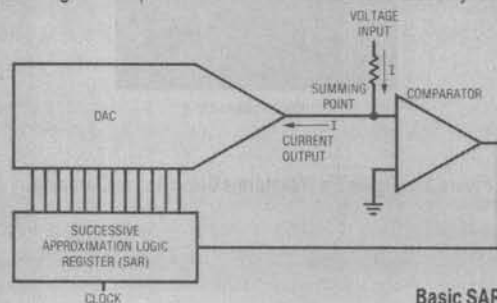 VOLTAGE
INPUT
I
SUMMING
POINT
COMPARATOR
DAC
I
CURRENT
OUTPUT
SUCCESSIVE
APPROXIMATION LOGIC
REGISTER (SAR)
CLOCK
Basic SAR